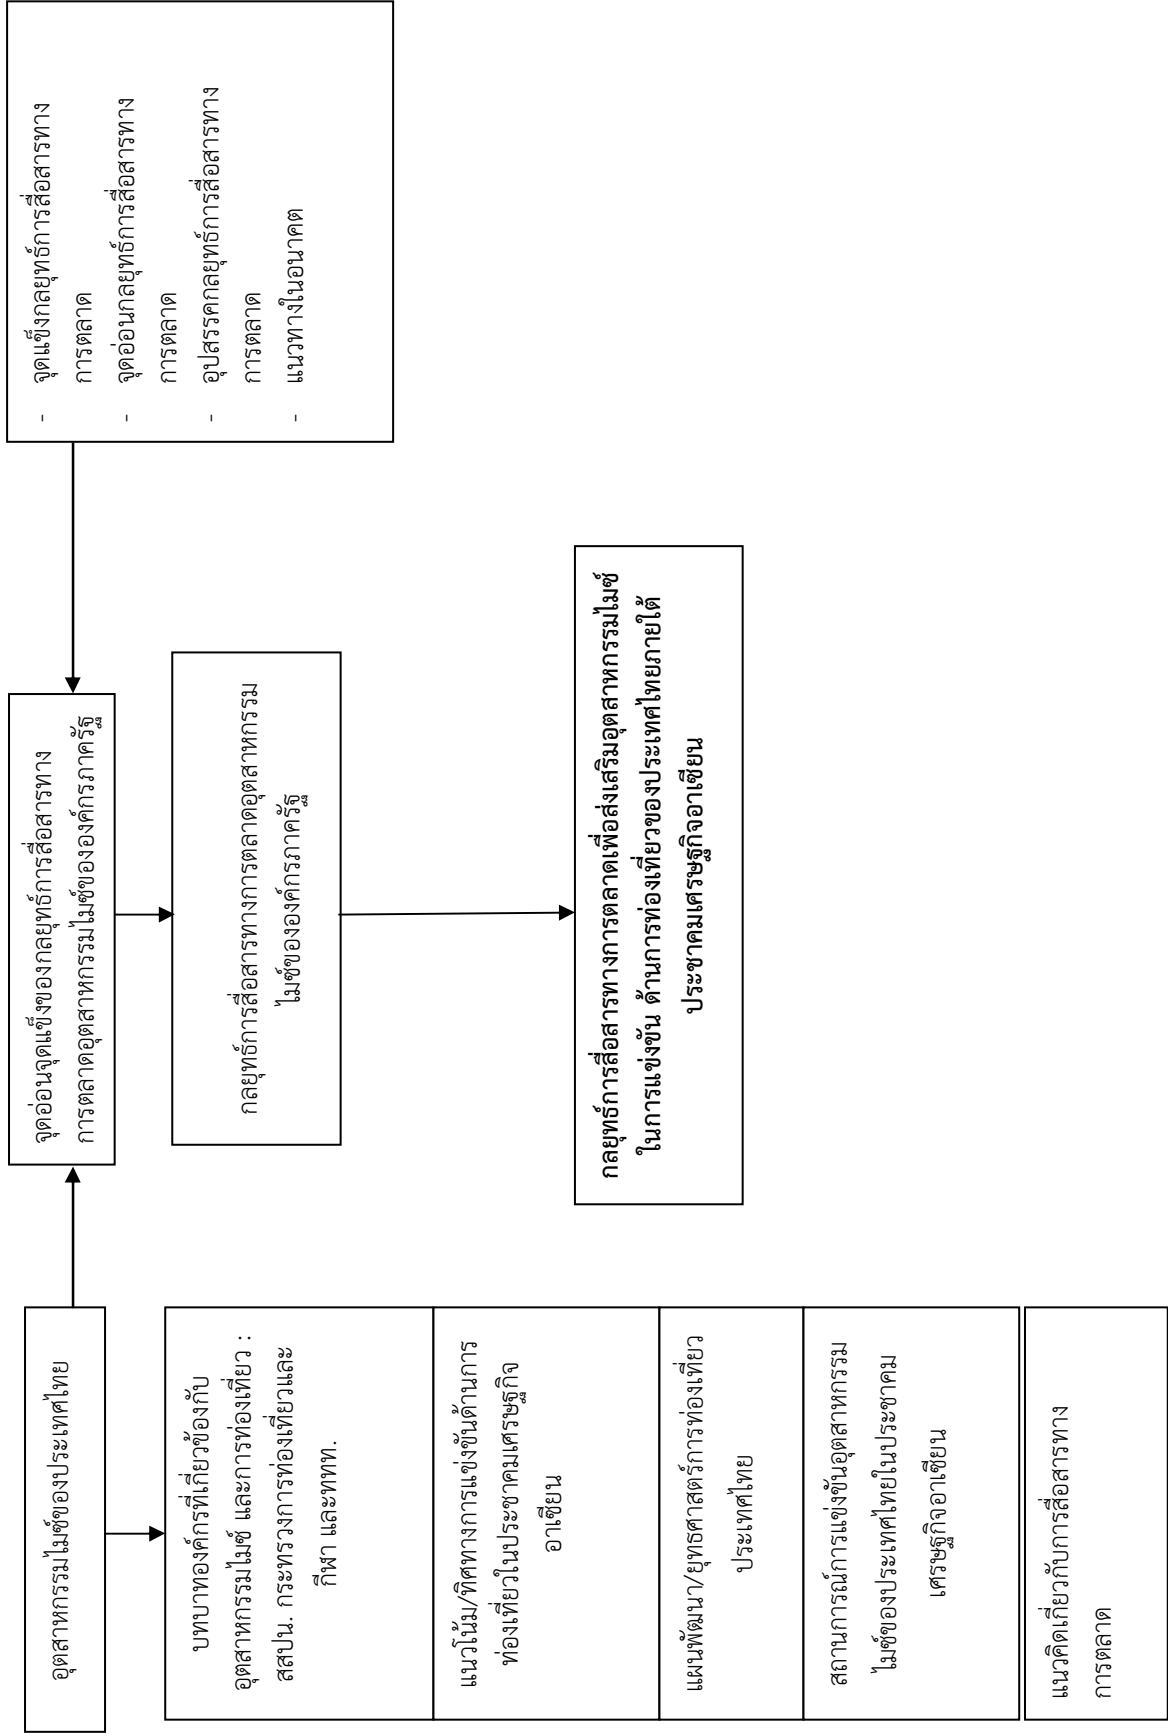 อุตสาหกรรมไมซ์ของประเทศไทย
บทบาทองค์กรที่เกี่ยวข้องกับ
อุตสาหกรรมไมซ์ และการท่องเที่ยว :
สสปน. กระทรวงการท่องเที่ยวและ
กีฬา และททท.
แนวโน้ม/ทิศทางการแข่งขันด้านการ
ท่องเที่ยวในประชาคมเศรษฐกิจ
อาเซียน
แผนพัฒนา/ยุทธศาสตร์การท่องเที่ยว
ประเทศไทย
สถานการณ์การแข่งขันอุตสาหกรรม
ไมซ์ของประเทศไทยในประชาคม
เศรษฐกิจอาเซียน
แนวคิดเกี่ยวกับการสื่อสารทาง
การตลาด
จุดอ่อนจุดแข็งของกลยุทธ์การสื่อสารทาง
การตลาดอุตสาหกรรมไมซ์ขององค์กรภาครัฐ
กลยุทธ์การสื่อสารทางการตลาดอุตสาหกรรม
ไมซ์ขององค์กรภาครัฐ
กลยุทธ์การสื่อสารทางการตลาดเพื่อส่งเสริมอุตสาหกรรมไมซ์
ในการแข่งขัน ด้านการท่องเที่ยวของประเทศไทยภายใต้
ประชาคมเศรษฐกิจอาเซียน
- จุดแข็งกลยุทธ์การสื่อสารทาง
การตลาด
- จุดอ่อนกลยุทธ์การสื่อสารทาง
การตลาด
- อุปสรรคกลยุทธ์การสื่อสารทาง
การตลาด
- แนวทางในอนาคต